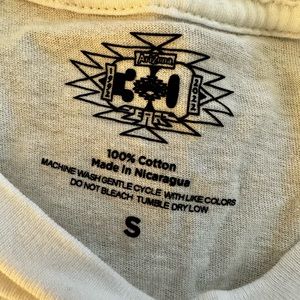 100% Cotton
Made In Nicaragua
MACHINE WASH GENTLE CYCLE WITH LIKE COLORS
DO NOT BLEACH TUMBLE DRY LOW
S